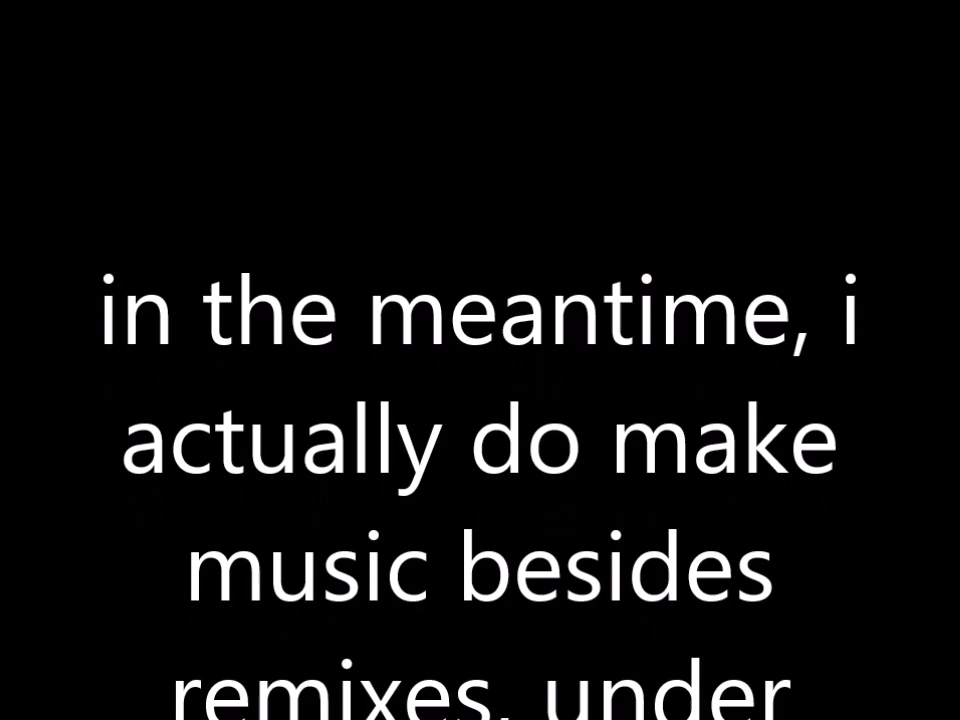 in the meantime, i
actually do make
music besides
remixes, under